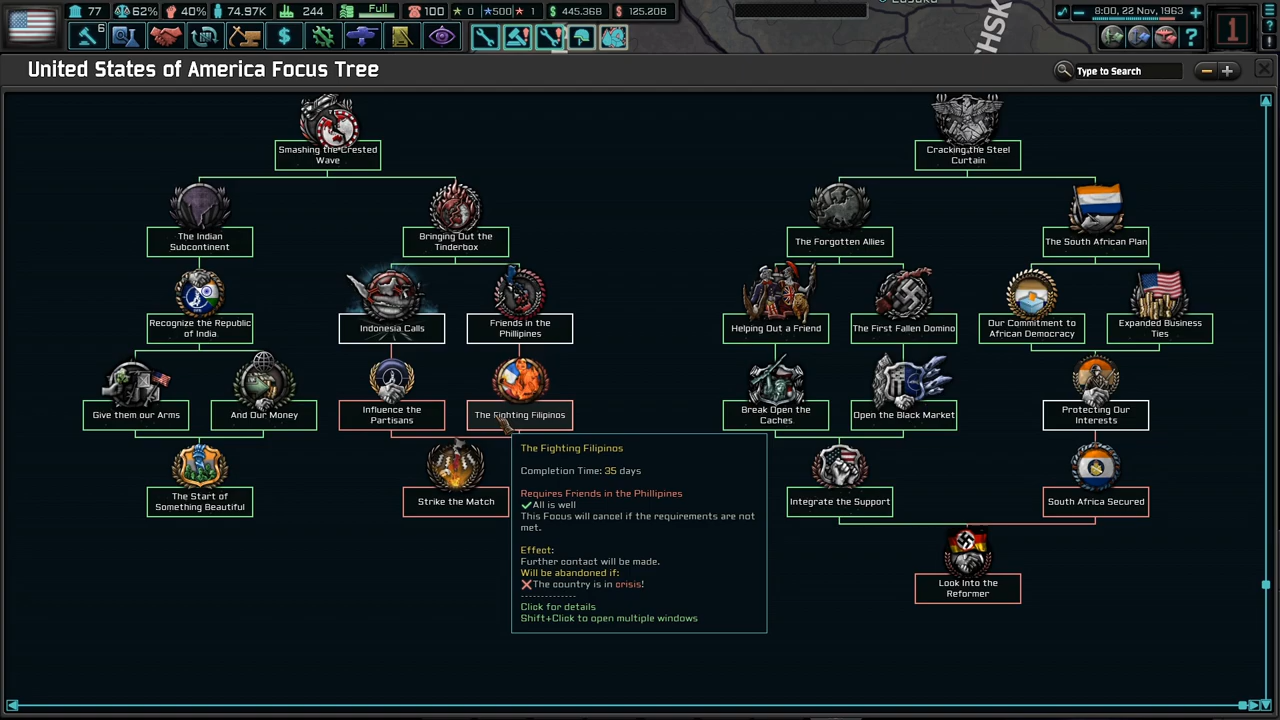 77
62%
40%
74.97K
244
Full
100
0
500
1
$ 445.36B
$ 125.20B
8:00, 22 Nov, 1963
1
6
?
United States of America Focus Tree
Type to Search
CHSK
Smashing the Crested
Wave
Cracking the Steel
Curtain
The Indian
Subcontinent
Bringing Out the
Tinderbox
The Forgotten Allies
The South African Plan
Recognize the Republic
of India
Indonesia Calls
Friends in the
Phillipines
Helping Out a Friend
The First Fallen Domino
Our Commitment to
African Democracy
Expanded Business
Ties
Give them our Arms
And Our Money
Influence the
Partisans
The Fighting Filipinos
Break Open the
Caches
Open the Black Market
Protecting Our
Interests
The Start of
Something Beautiful
Strike the Match
Integrate the Support
South Africa Secured
Look Into the
Reformer
The Fighting Filipinos
Completion Time: 35 days
Requires Friends in the Phillipines
All is well
This Focus will cancel if the requirements are not
met.
Effect:
Further contact will be made.
Will be abandoned if:
The country is in crisis!
--------------
Click for details
Shift+Click to open multiple windows